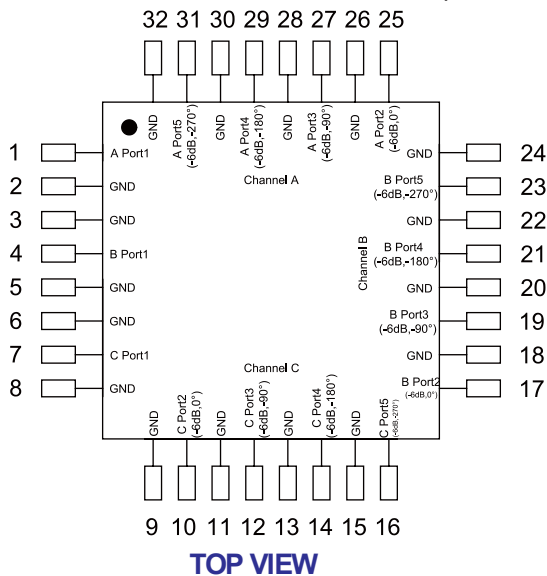 32 31 30 29 28 27 26 25
GND
A Port5
(-6dB,-270°)
GND
A Port4
(-6dB,-180°)
GND
A Port3
(-6dB,-90°)
GND
A Port2
(-6dB,0°)
1 A Port1
2 GND
3 GND
4 B Port1
5 GND
6 GND
7 C Port1
8 GND
Channel A
Channel B
Channel C
GND 24
B Port5
(-6dB,-270°)
23
GND 22
B Port4
(-6dB,-180°)
21
GND 20
B Port3
(-6dB,-90°)
19
GND 18
B Port2
(-6dB,0°)
17
GND
C Port2
(-6dB,0°)
GND
C Port3
(-6dB,-90°)
GND
C Port4
(-6dB,-180°)
GND
C Port5
(-6dB,-270°)
9 10 11 12 13 14 15 16
TOP VIEW